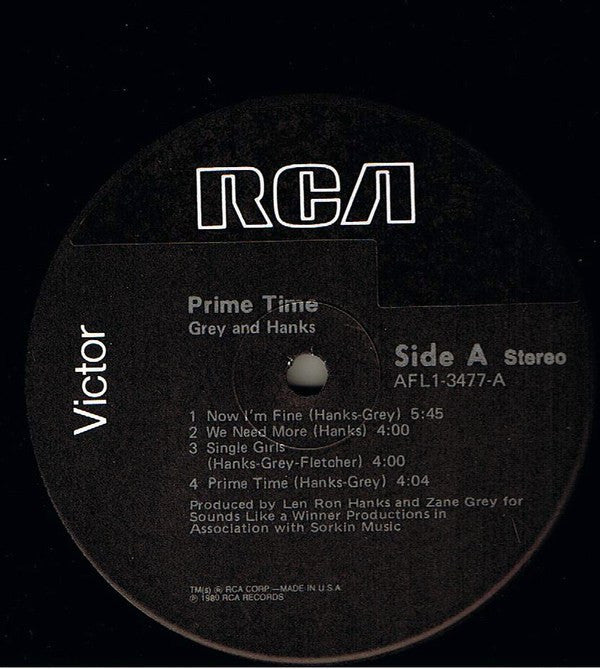 RCA
Victor
Prime Time
Grey and Hanks
Side A Stereo
AFL1-3477-A
1 Now I'm Fine (Hanks-Grey) 5:45
2 We Need More (Hanks) 4:00
3 Single Girls
(Hanks-Grey-Fletcher) 4:00
4 Prime Time (Hanks-Grey) 4:04
Produced by Len Ron Hanks and Zane Grey for
Sounds Like a Winner Productions in
Association with Sorkin Music
TM(s) ® RCA CORP —MADE IN U.S.A
℗ 1980 RCA RECORDS